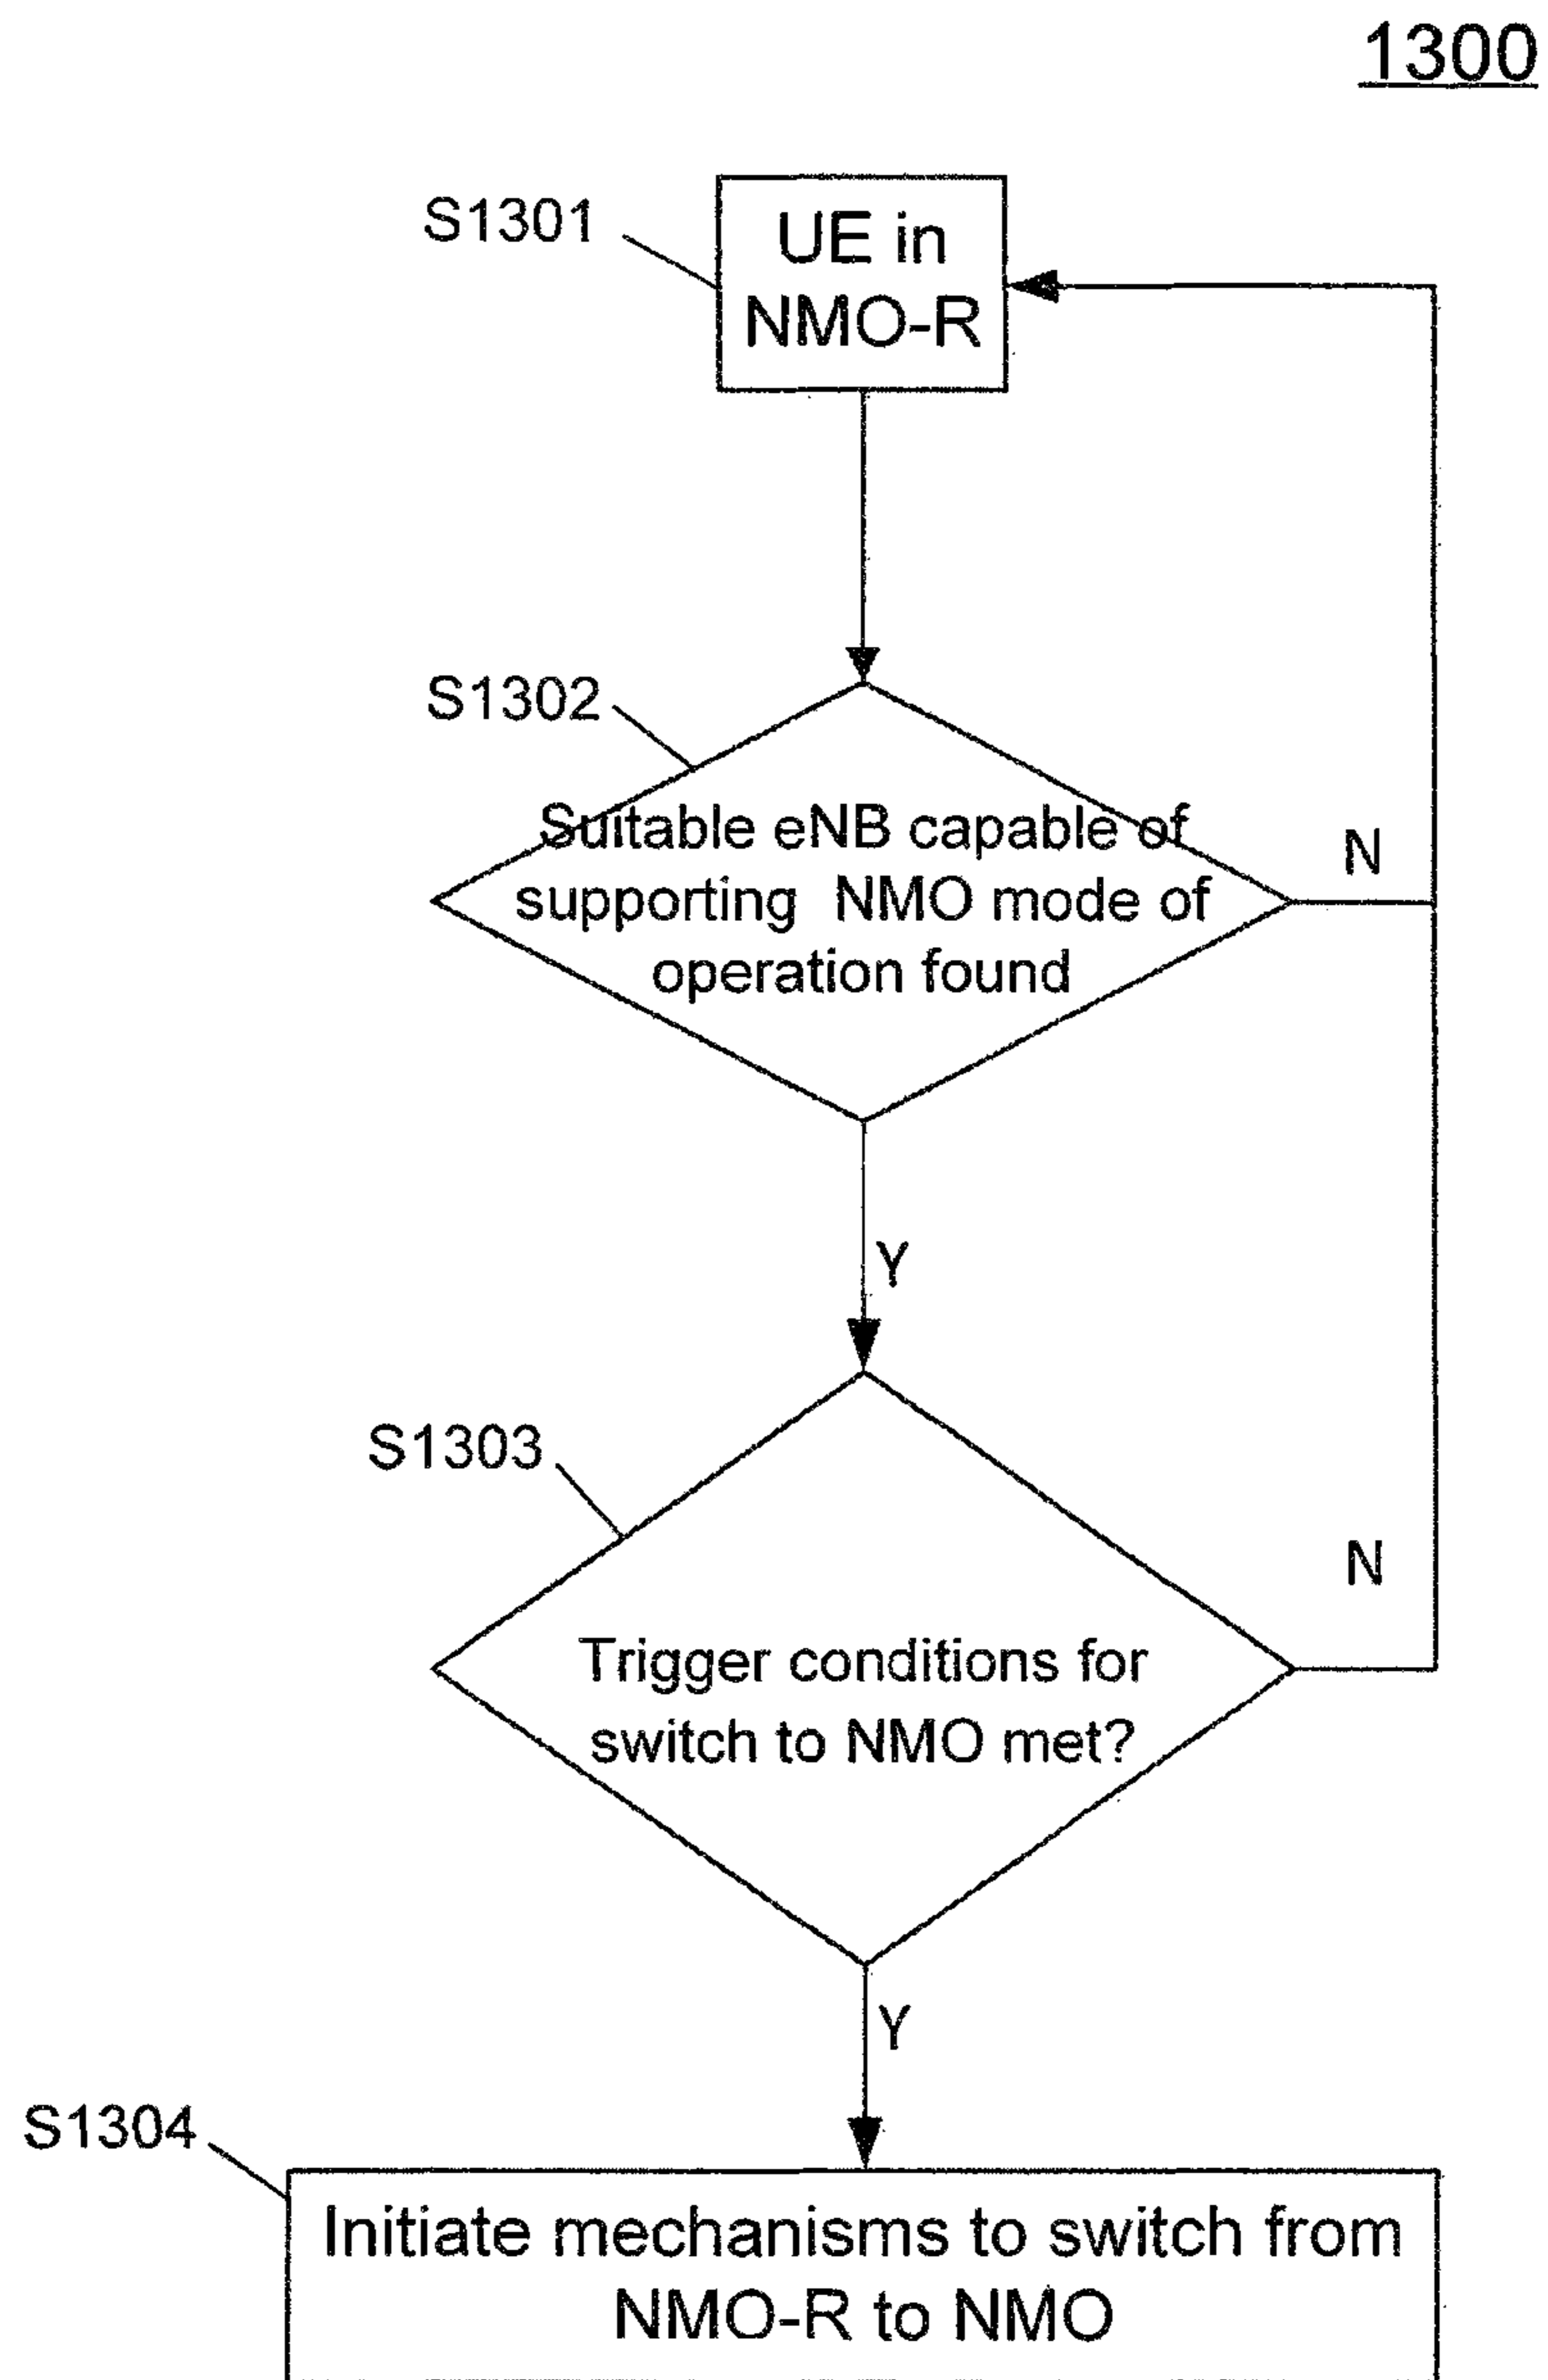 1300
S1301
UE in
NMO-R
S1302
Suitable eNB capable of
supporting NMO mode of
operation found
N
Y
S1303
Trigger conditions for
switch to NMO met?
N
Y
S1304
Initiate mechanisms to switch from
NMO-R to NMO